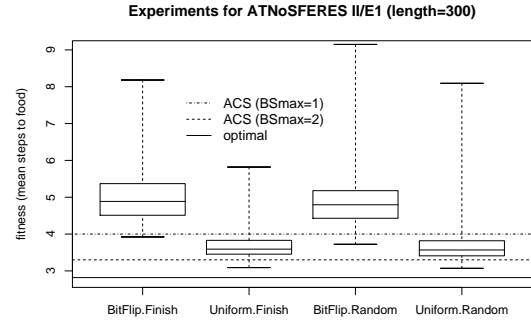 Experiments for ATNoSFERES II/E1 (length=300)
fitness (mean steps to food)
9
8
7
6
5
4
3
ACS (BSmax=1)
ACS (BSmax=2)
optimal
BitFlip.Finish
Uniform.Finish
BitFlip.Random
Uniform.Random